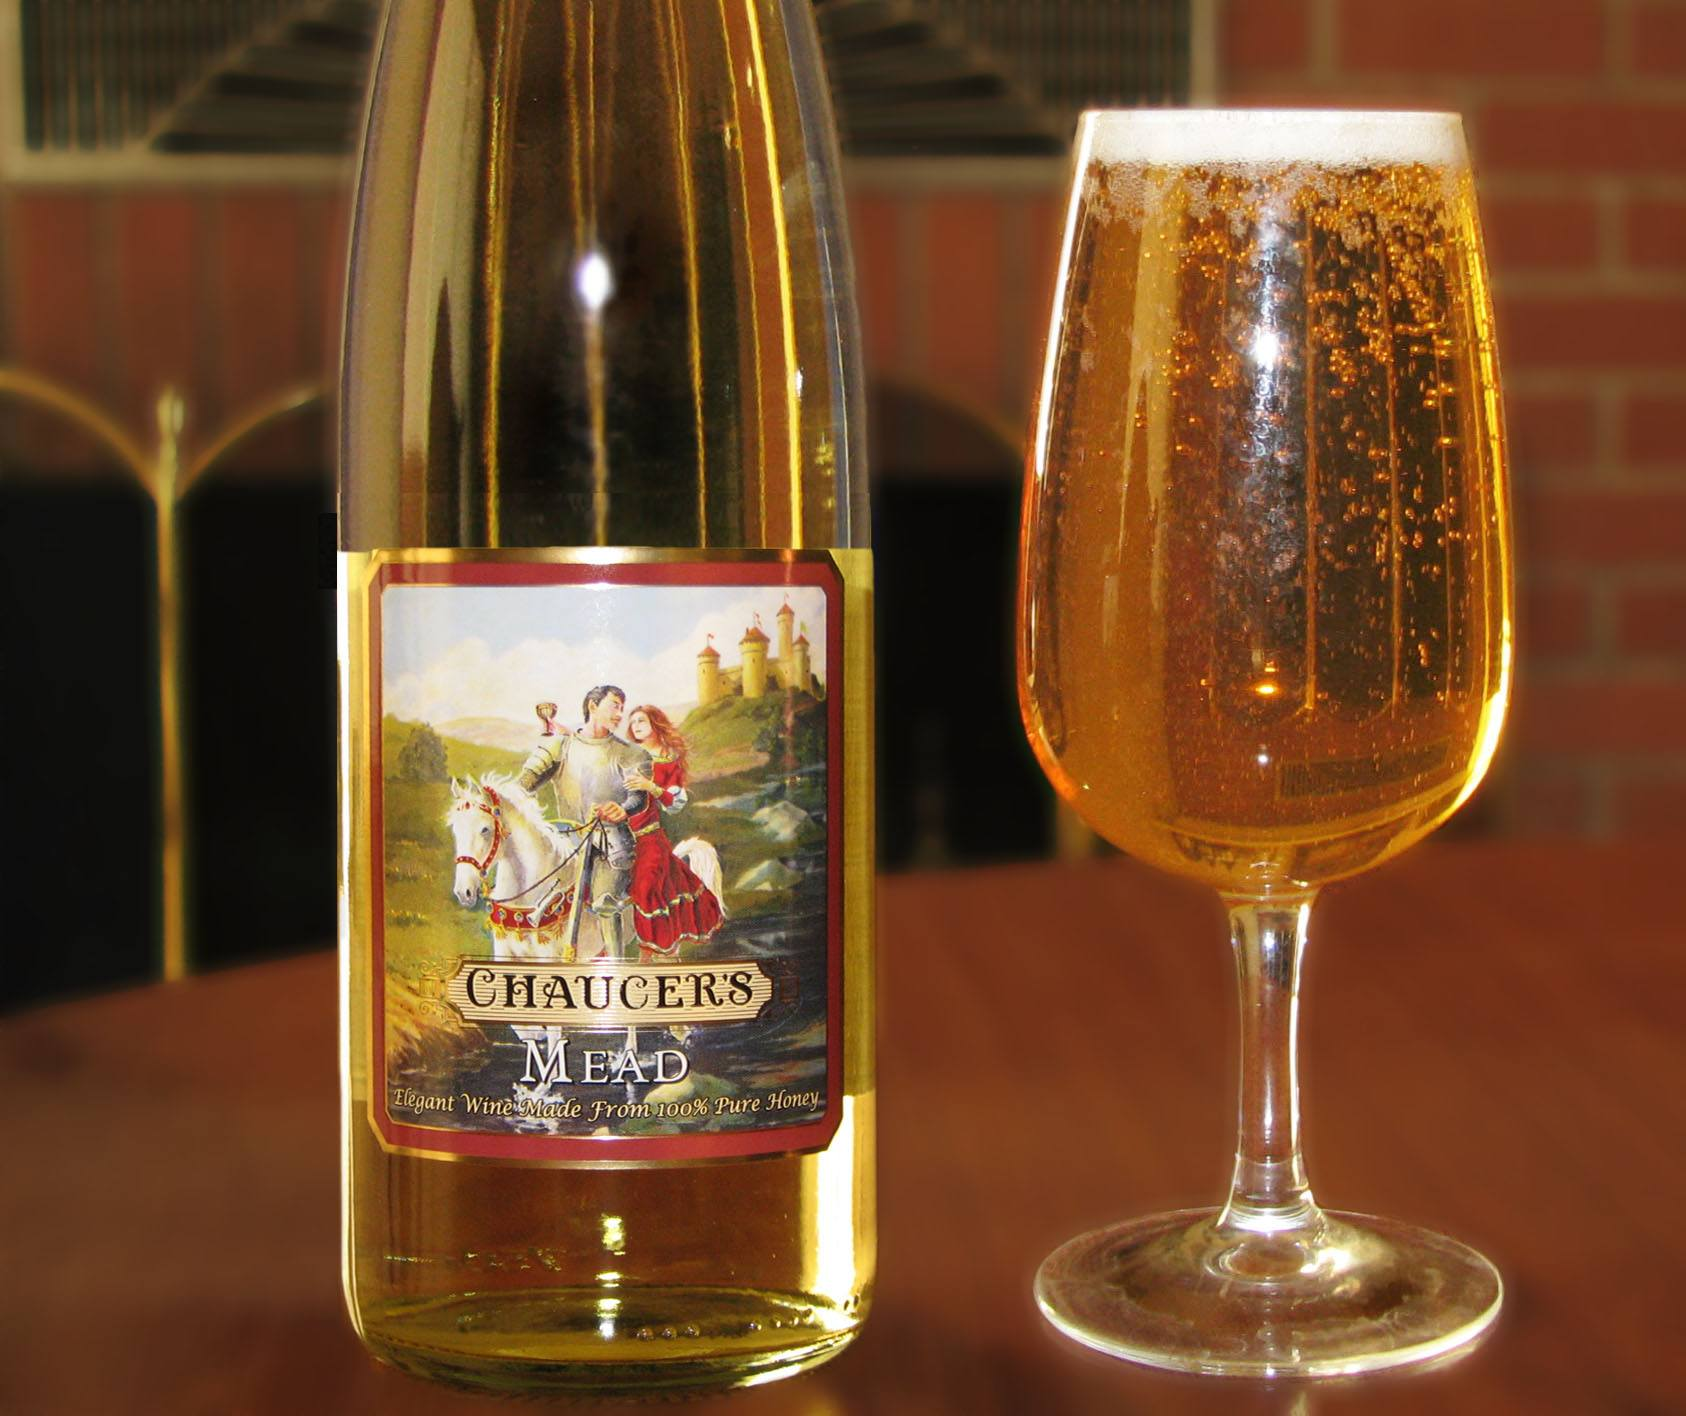 CHAUCER'S
MEAD
Elegant Wine Made From 100% Pure Honey